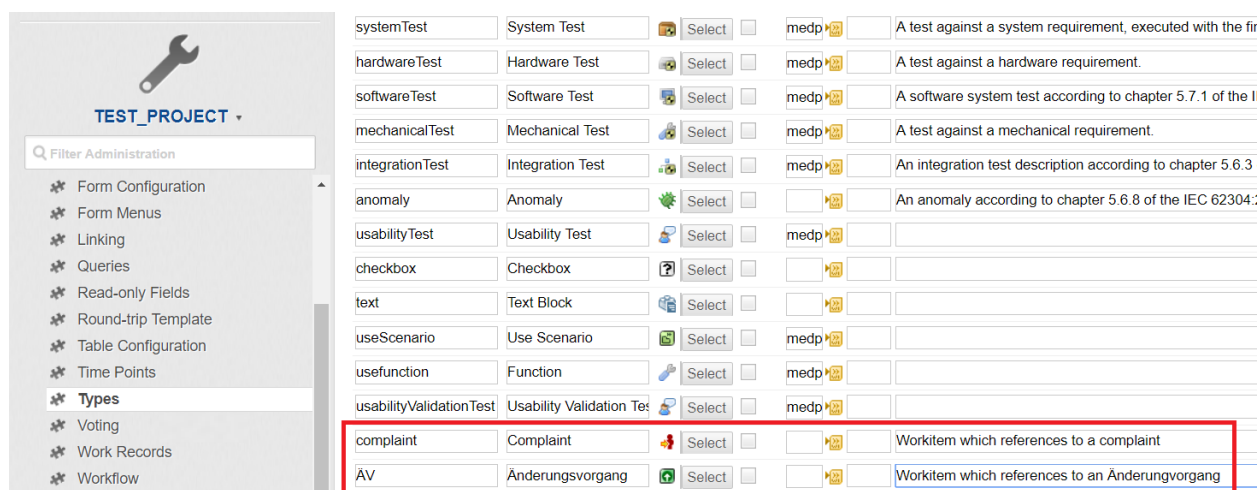 TEST_PROJECT
Filter Administration
Form Configuration
Form Menus
Linking
Queries
Read-only Fields
Round-trip Template
Table Configuration
Time Points
Types
Voting
Work Records
Workflow
systemTest System Test Select medp A test against a system requirement, executed with the fi
hardwareTest Hardware Test Select medp A test against a hardware requirement.
softwareTest Software Test Select medp A software system test according to chapter 5.7.1 of the I
mechanicalTest Mechanical Test Select medp A test against a mechanical requirement.
integrationTest Integration Test Select medp An integration test description according to chapter 5.6.3
anomaly Anomaly Select An anomaly according to chapter 5.6.8 of the IEC 62304:
usabilityTest Usability Test Select medp
checkbox Checkbox Select
text Text Block Select
useScenario Use Scenario Select medp
usefunction Function Select medp
usabilityValidationTest Usability Validation Tes Select medp
complaint Complaint Select Workitem which references to a complaint
ÄV Änderungsvorgang Select Workitem which references to an Änderungvorgang